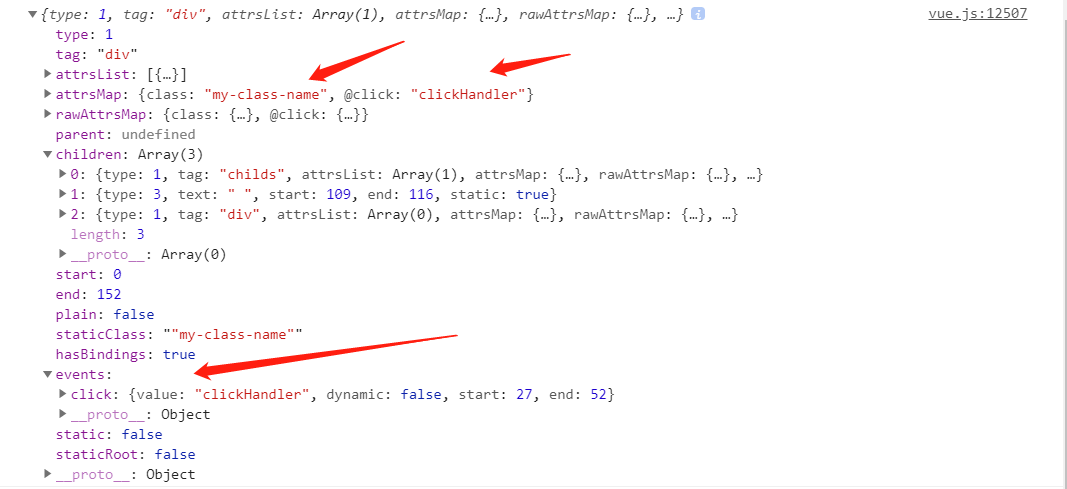 {type: 1, tag: "div", attrsList: Array(1), attrsMap: {…}, rawAttrsMap: {…}, …} i vue.js:12507
type: 1
tag: "div"
attrsList: [{…}]
attrsMap: {class: "my-class-name", @click: "clickHandler"}
rawAttrsMap: {class: {…}, @click: {…}}
parent: undefined
children: Array(3)
0: {type: 1, tag: "childs", attrsList: Array(1), attrsMap: {…}, rawAttrsMap: {…}, …}
1: {type: 3, text: " ", start: 109, end: 116, static: true}
2: {type: 1, tag: "div", attrsList: Array(0), attrsMap: {…}, rawAttrsMap: {…}, …}
length: 3
__proto__: Array(0)
start: 0
end: 152
plain: false
staticClass: ""my-class-name""
hasBindings: true
events:
click: {value: "clickHandler", dynamic: false, start: 27, end: 52}
__proto__: Object
static: false
staticRoot: false
__proto__: Object